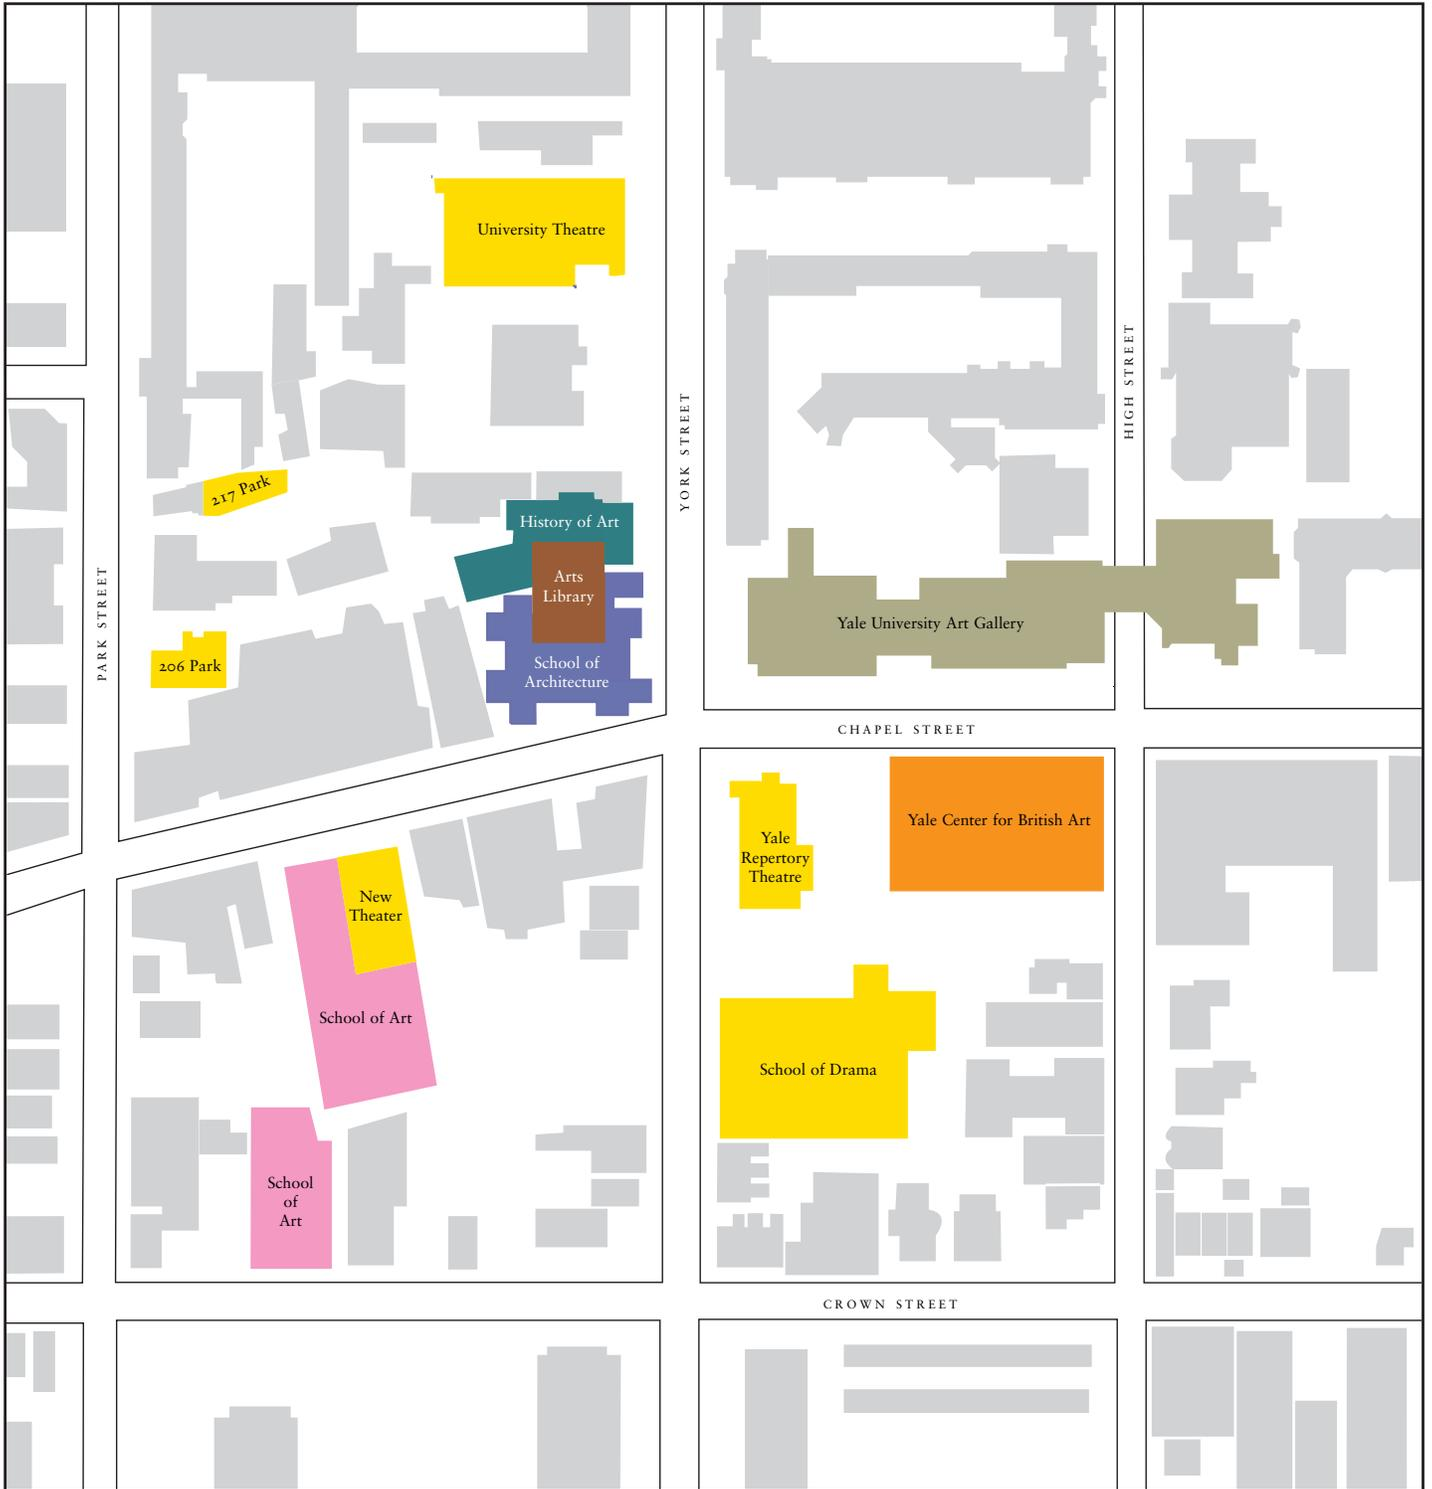 University Theatre
HIGH STREET
YORK STREET
217 Park
History of Art
Arts
Library
Yale University Art Gallery
PARK STREET
206 Park
School of
Architecture
CHAPEL STREET
Yale Center for British Art
Yale
Repertory
Theatre
New
Theater
School of Art
School of Drama
School
of
Art
CROWN STREET